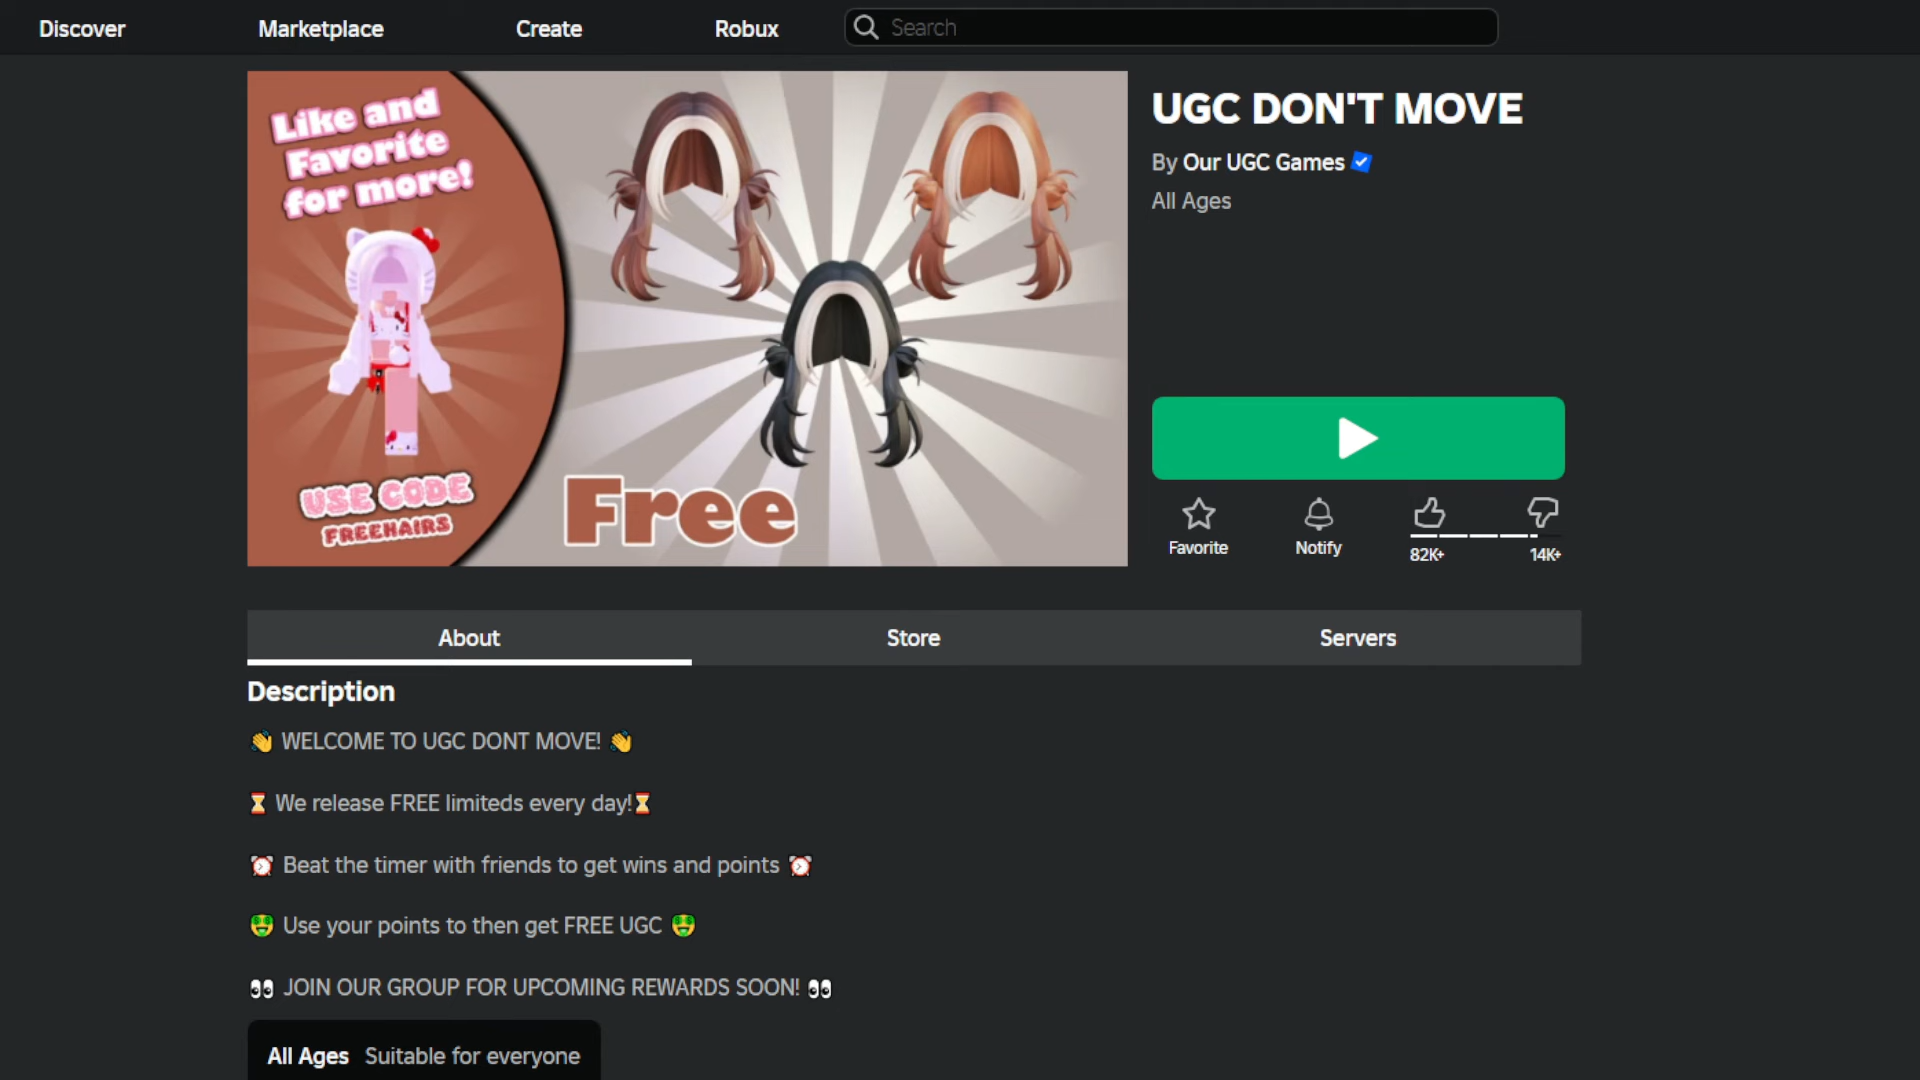 Discover
Marketplace
Create
Robux
Search
Like and
Favorite
for more!
USE CODE
FREEHAIRS
Free
UGC DON'T MOVE
By Our UGC Games
All Ages
Favorite
Notify
82K+
14K+
About
Store
Servers
Description
👋 WELCOME TO UGC DONT MOVE! 👋
⏳ We release FREE limiteds every day!⏳
⏰ Beat the timer with friends to get wins and points ⏰
🤑 Use your points to then get FREE UGC 🤑
👀 JOIN OUR GROUP FOR UPCOMING REWARDS SOON! 👀
All Ages Suitable for everyone